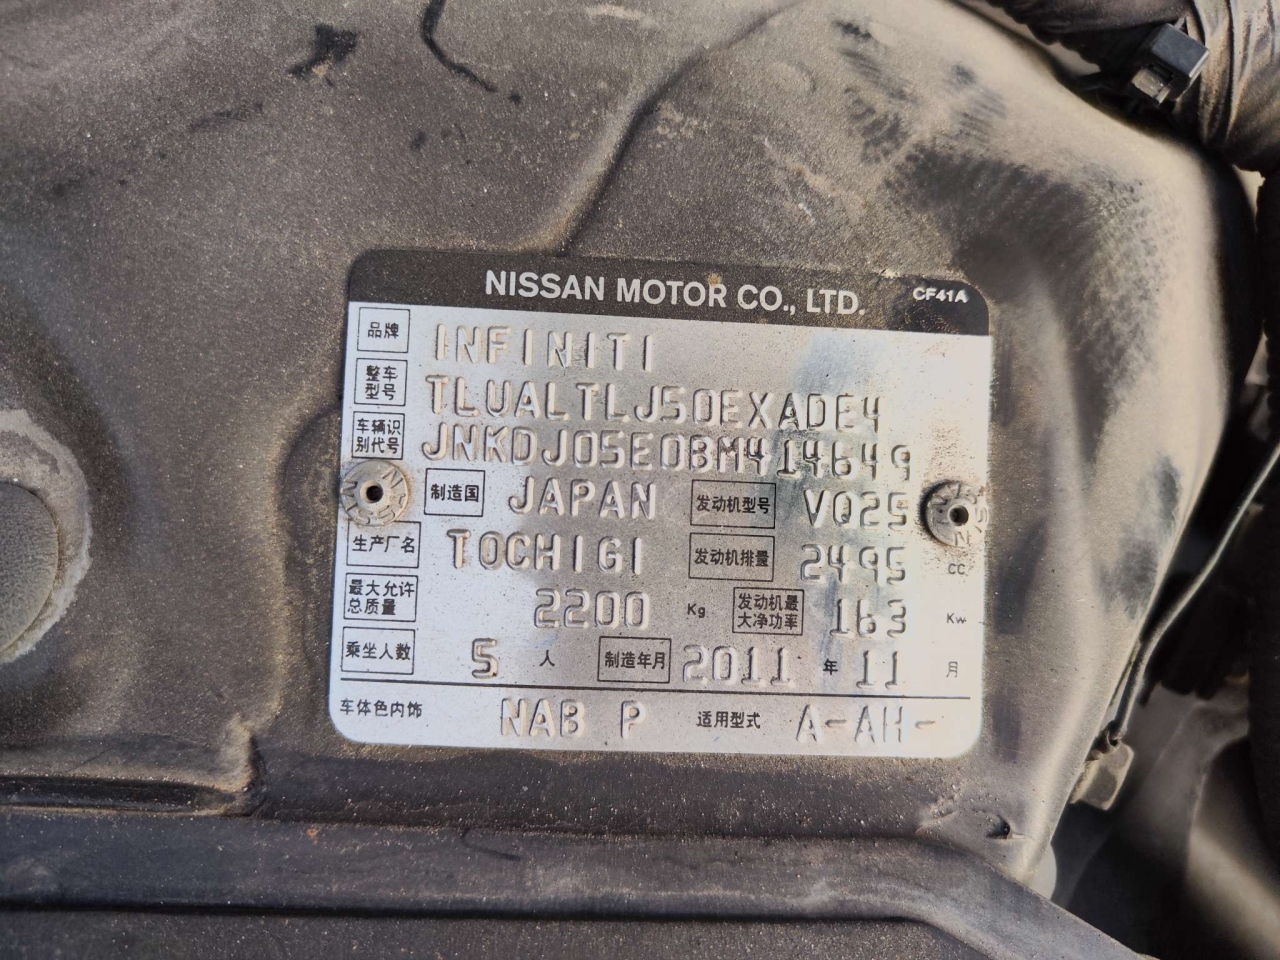 NISSAN MOTOR CO., LTD. CF41A
品牌 INFINITI
整车型号 TLUALTLJ50EXADE4
车辆识别代号 JNKDJ05E0BM414649
制造国 JAPAN 发动机型号 VQ25
生产厂名 TOCHIGI 发动机排量 2495 CC
最大允许总质量 2200 Kg 发动机最大净功率 163 Kw
乘坐人数 5 人 制造年月 2011 年 11 月
车体色内饰 NAB P 适用型式 A-AH-